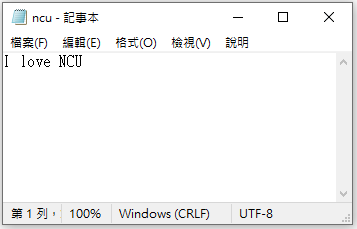 ncu - 記事本
檔案(F) 編輯(E) 格式(O) 檢視(V) 說明
I love NCU
第 1 列， 100% Windows (CRLF) UTF-8